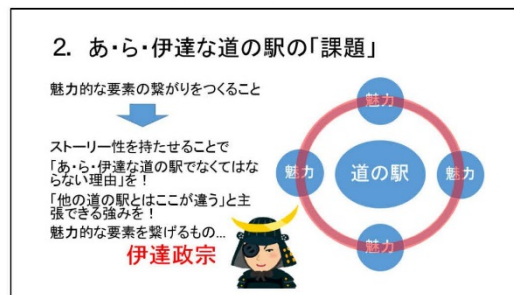 2. あ・ら・伊達な道の駅の「課題」
魅力的な要素の繋がりをつくること
ストーリー性を持たせることで
「あ・ら・伊達な道の駅でなくてはな
らない理由」を！
「他の道の駅とはここが違う」と主
張できる強みを！
魅力的な要素を繋げるもの…
伊達政宗
魅力
魅力
道の駅
魅力
魅力